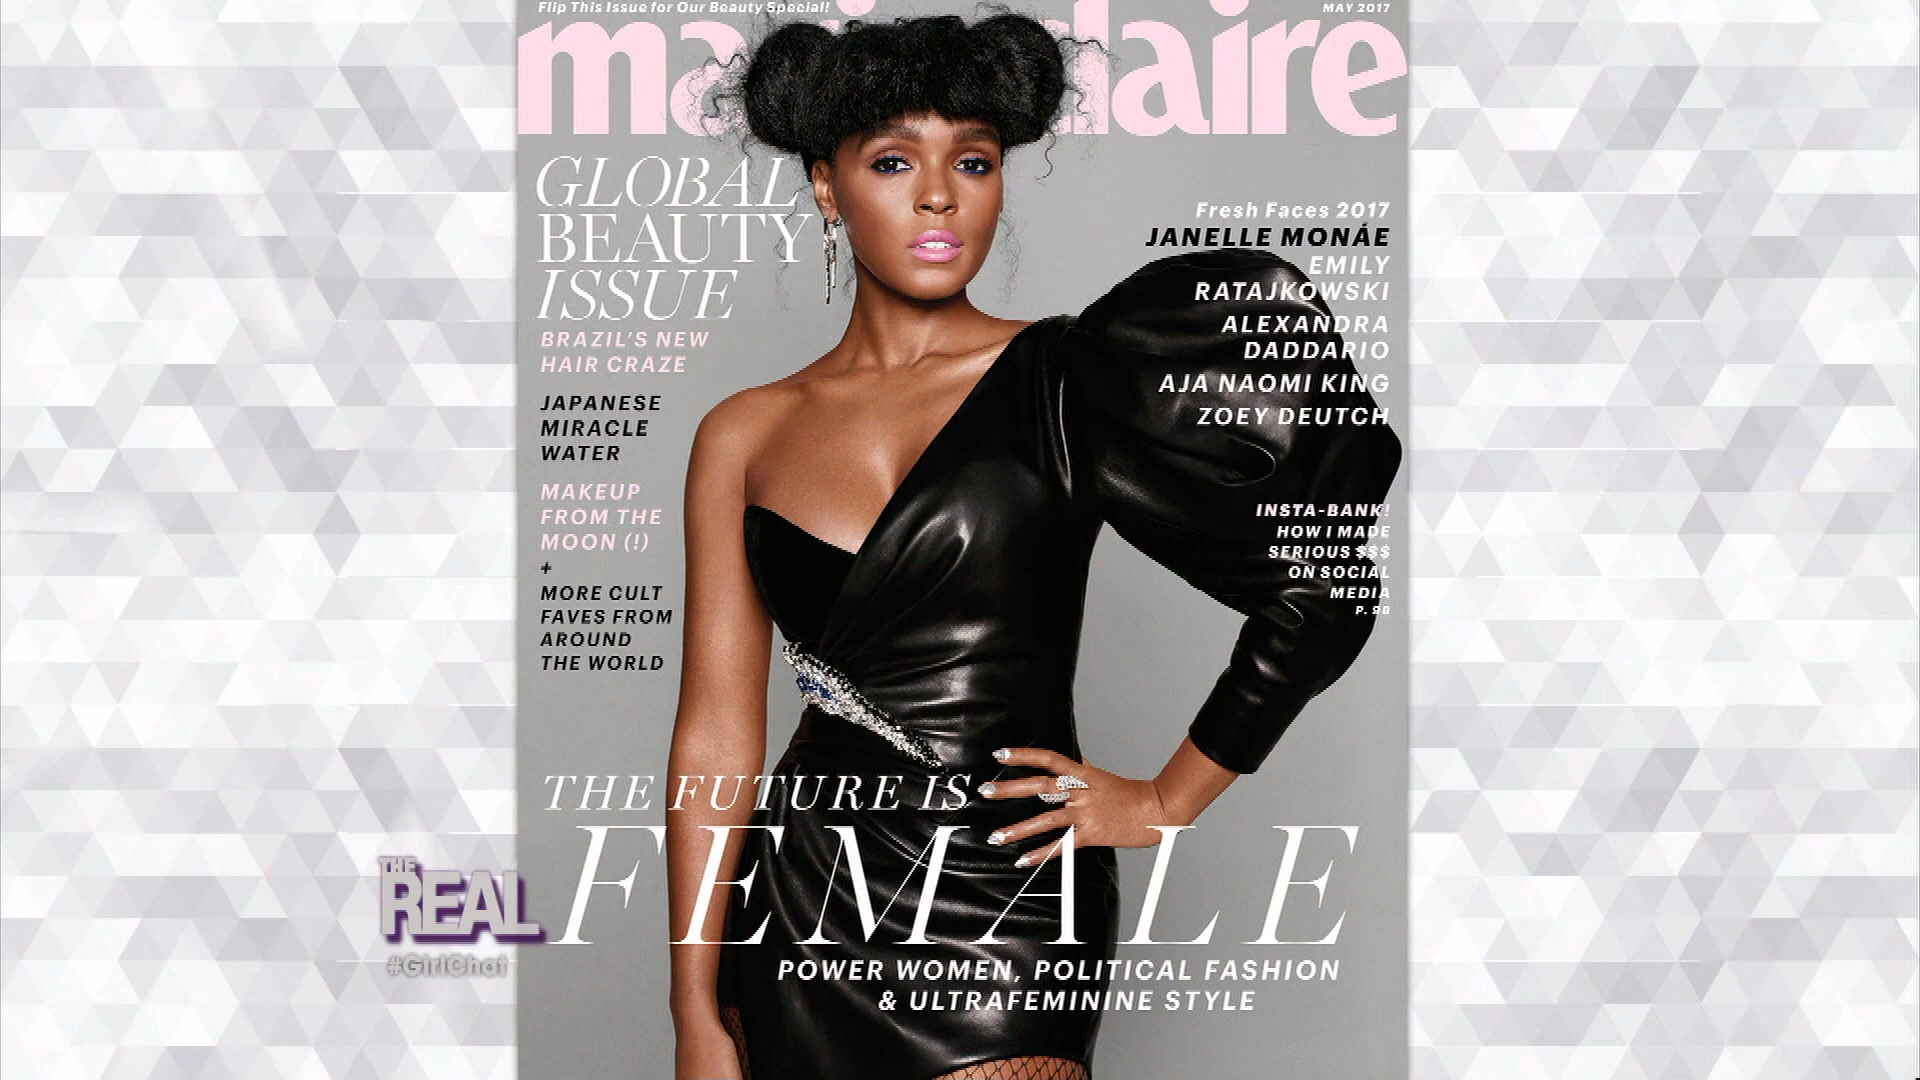 Flip This Issue for Our Beauty Special!
MAY 2017
marie claire
GLOBAL
BEAUTY
ISSUE
BRAZIL'S NEW
HAIR CRAZE
JAPANESE
MIRACLE
WATER
MAKEUP
FROM THE
MOON (!)
+
MORE CULT
FAVES FROM
AROUND
THE WORLD
Fresh Faces 2017
JANELLE MONÁE
EMILY
RATAJKOWSKI
ALEXANDRA
DADDARIO
AJA NAOMI KING
ZOEY DEUTCH
INSTA-BANK!
HOW I MADE
SERIOUS $$$
ON SOCIAL
MEDIA
P. 90
THE FUTURE IS
FEMALE
POWER WOMEN, POLITICAL FASHION
& ULTRAFEMININE STYLE
THE
REAL
#GirlChat